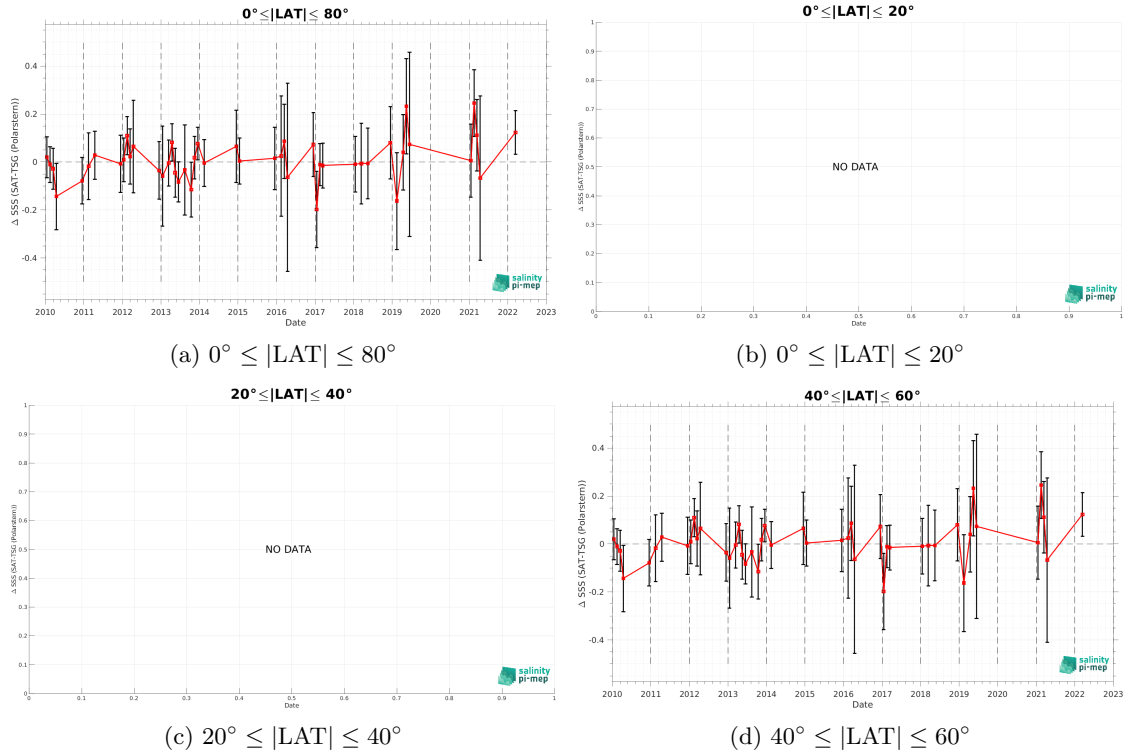 0°≤|LAT|≤ 80°
Δ SSS (SAT-TSG (Polarstern))
0.4
0.2
0
-0.2
-0.4
2010 2011 2012 2013 2014 2015 2016 2017 2018 2019 2020 2021 2022 2023
Date
salinity
pi-mep
(a) 0° ≤ |LAT| ≤ 80°
0°≤|LAT|≤ 20°
Δ SSS (SAT-TSG (Polarstern))
1
0.9
0.8
0.7
0.6
0.5
0.4
0.3
0.2
0.1
0
NO DATA
0 0.1 0.2 0.3 0.4 0.5 0.6 0.7 0.8 0.9 1
Date
salinity
pi-mep
(b) 0° ≤ |LAT| ≤ 20°
20°≤|LAT|≤ 40°
Δ SSS (SAT-TSG (Polarstern))
1
0.9
0.8
0.7
0.6
0.5
0.4
0.3
0.2
0.1
0
NO DATA
0 0.1 0.2 0.3 0.4 0.5 0.6 0.7 0.8 0.9 1
Date
salinity
pi-mep
(c) 20° ≤ |LAT| ≤ 40°
40°≤|LAT|≤ 60°
Δ SSS (SAT-TSG (Polarstern))
0.4
0.2
0
-0.2
-0.4
2010 2011 2012 2013 2014 2015 2016 2017 2018 2019 2020 2021 2022 2023
Date
salinity
pi-mep
(d) 40° ≤ |LAT| ≤ 60°